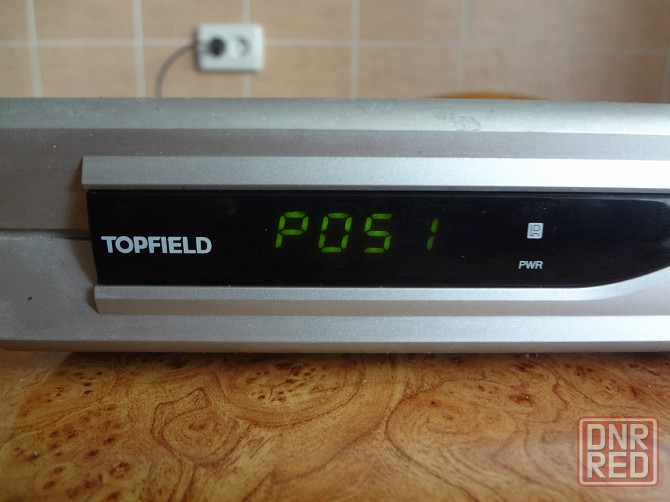 TOPFIELD
P051
PWR
DNR
RED